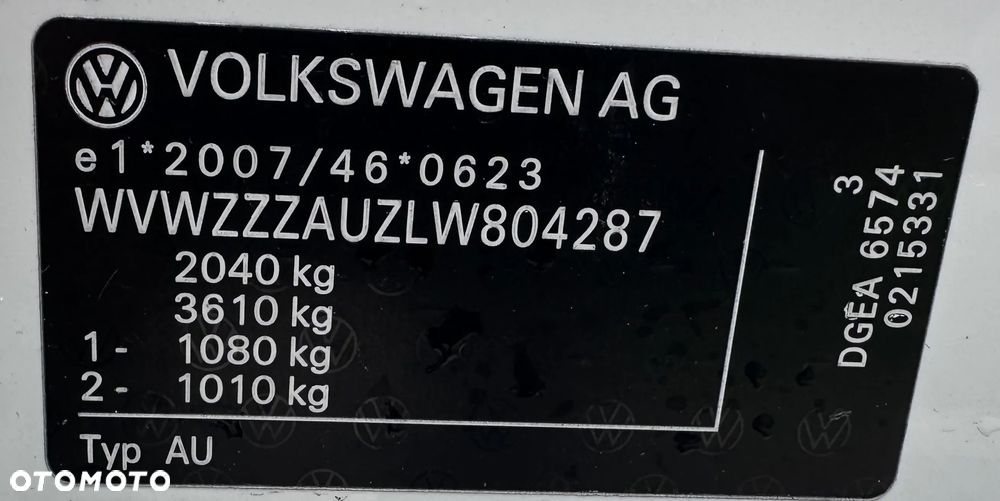 VOLKSWAGEN AG
e1*2007/46*0623
WVWZZZAUZLW804287
2040 kg
3610 kg
1- 1080 kg
2- 1010 kg
Typ AU
3
DGEA 6574
0215331
OTOMOTO